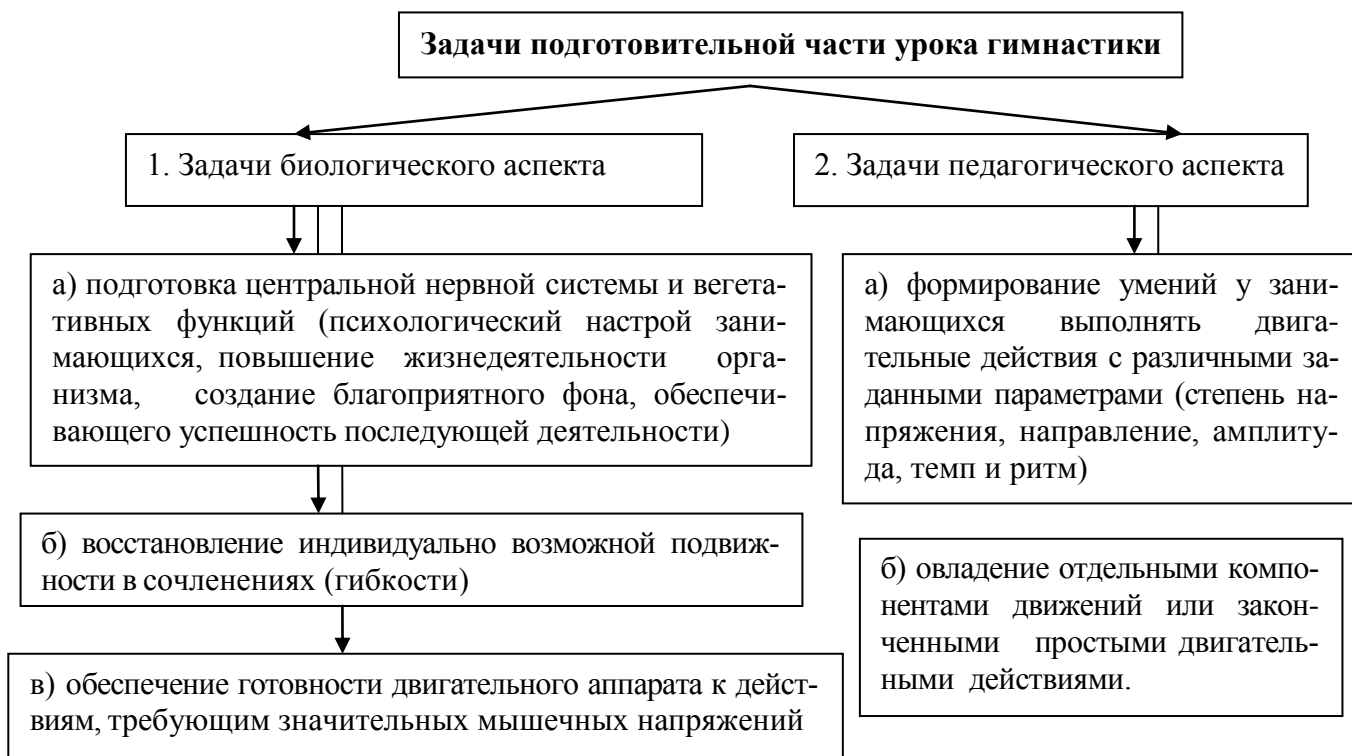 Задачи подготовительной части урока гимнастики
1. Задачи биологического аспекта
2. Задачи педагогического аспекта
а) подготовка центральной нервной системы и вегета-
тивных функций (психологический настрой зани-
мающихся, повышение жизнедеятельности орга-
низма, создание благоприятного фона, обеспечи-
вающего успешность последующей деятельности)
а) формирование умений у зани-
мающихся выполнять двига-
тельные действия с различными за-
данными параметрами (степень на-
пряжения, направление, амплиту-
да, темп и ритм)
б) восстановление индивидуально возможной подвиж-
ности в сочленениях (гибкости)
б) овладение отдельными компо-
нентами движений или закон-
ченными простыми двигатель-
ными действиями.
в) обеспечение готовности двигательного аппарата к дейст-
виям, требующим значительных мышечных напряжений